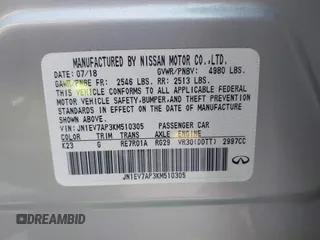 MANUFACTURED BY NISSAN MOTOR CO.,LTD.
DATE 07/18 GVWR/PNBV: 4980 LBS.
GAWR/PNBE FR: 2546 LBS. RR: 2513 LBS.
THIS VEHICLE CONFORMS TO ALL APPLICABLE FEDERAL
MOTOR VEHICLE SAFETY,BUMPER,AND THEFT PREVENTION
STANDARDS IN EFFECT ON THE DATE OF
MANUFACTURE SHOWN ABOVE.
VIN: JN1EV7AP3KM510305 PASSENGER CAR
COLOR TRIM TRANS AXLE ENGINE
K23 G RE7R01A RG29 VR30(DDTT) 2997CC
JN1EV7AP3KM510305
DREAMBID